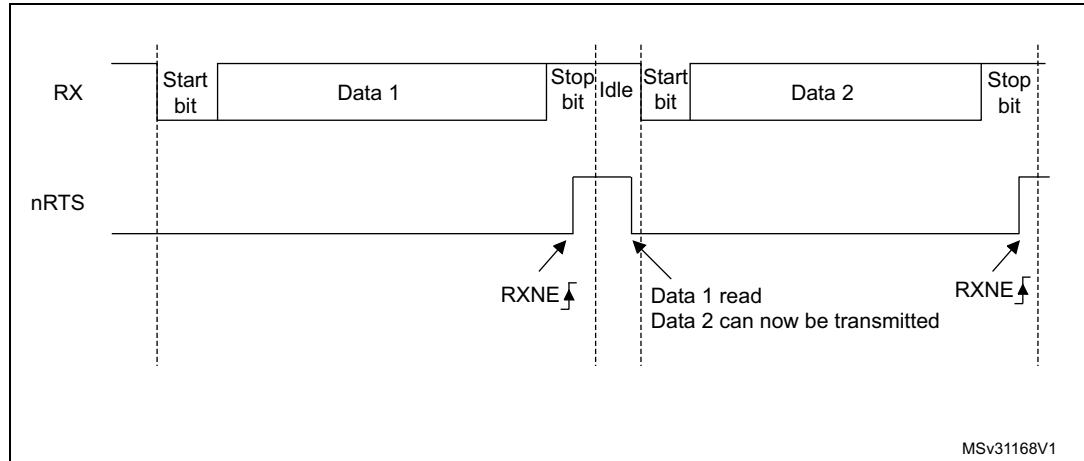 RX
Start
bit
Data 1
Stop
bit
Idle
Start
bit
Data 2
Stop
bit
nRTS
RXNE
Data 1 read
Data 2 can now be transmitted
RXNE
MSv31168V1